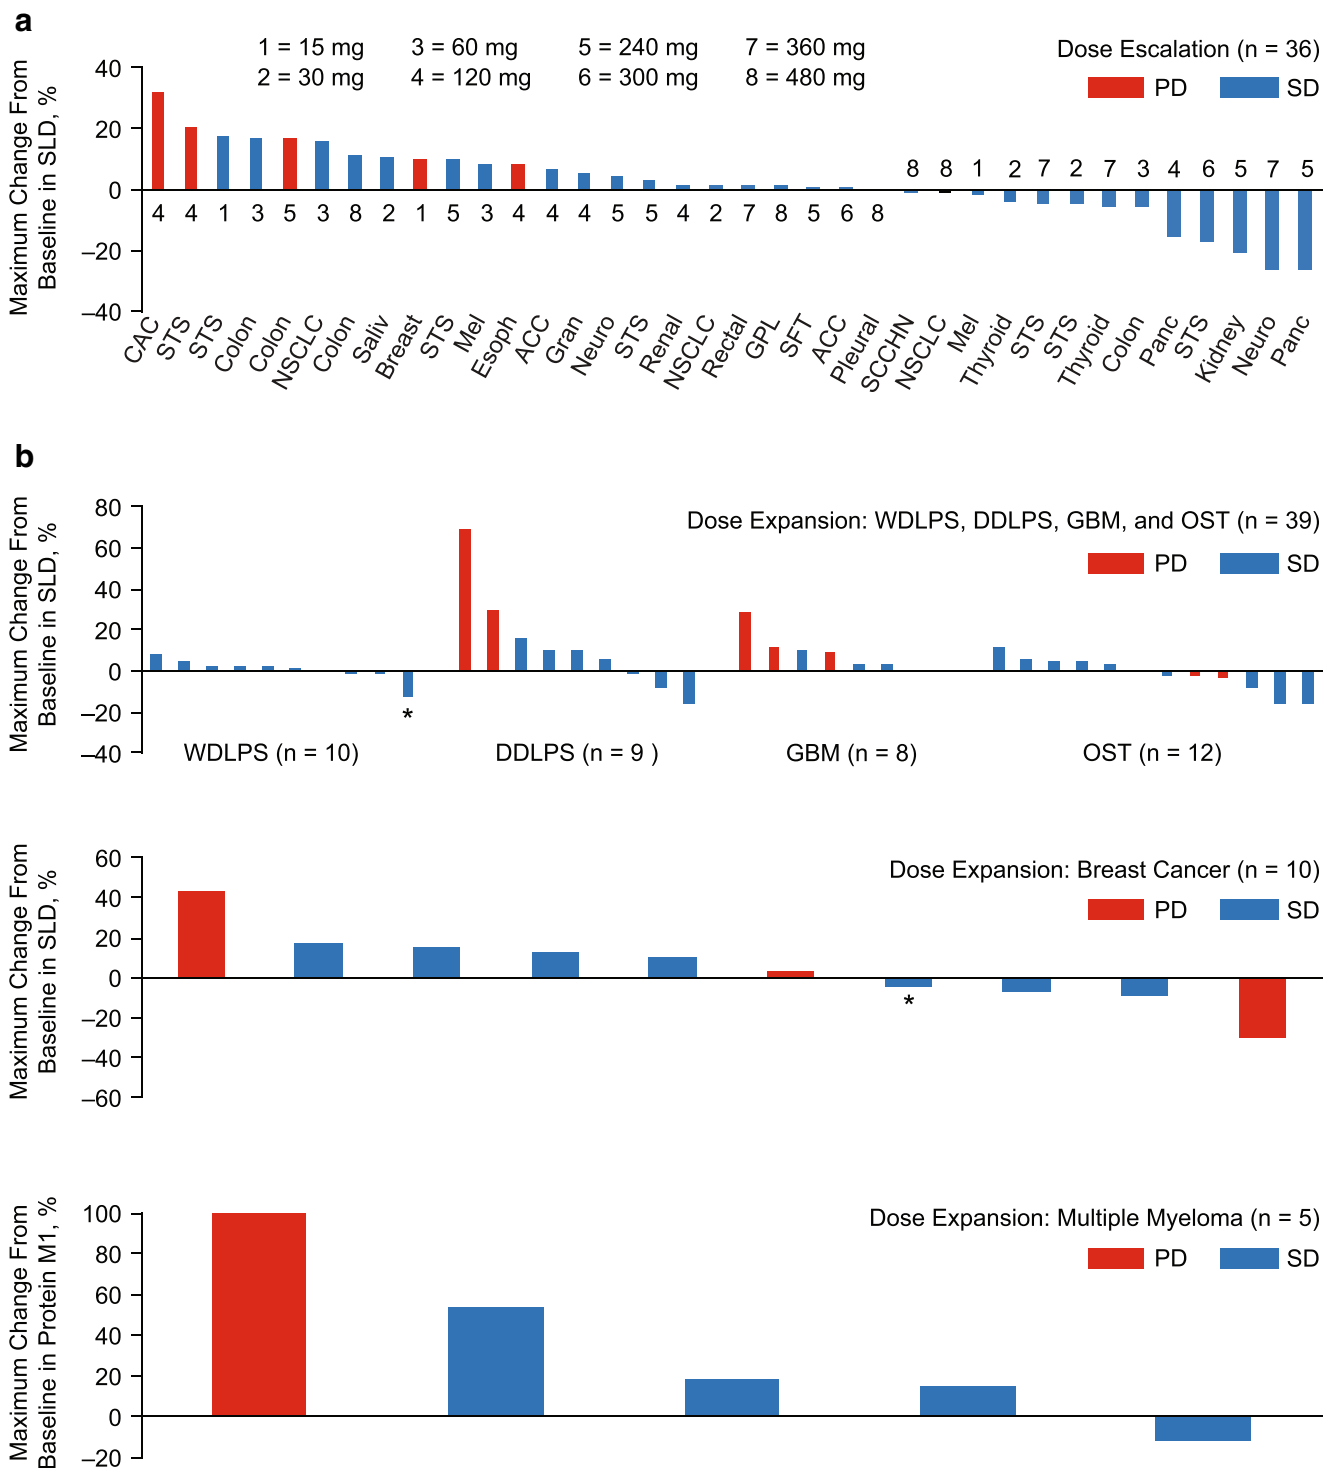 a
1 = 15 mg 3 = 60 mg 5 = 240 mg 7 = 360 mg
2 = 30 mg 4 = 120 mg 6 = 300 mg 8 = 480 mg
Dose Escalation (n = 36)
PD SD
Maximum Change From
Baseline in SLD, %
40
20
0
–20
–40
8 8 1 2 7 2 7 3 4 6 5 7 5
4 4 1 3 5 3 8 2 1 5 3 4 4 4 5 5 4 2 7 8 5 6 8
CAC STS STS Colon Colon NSCLC Colon Saliv Breast STS Mel Esoph ACC Gran Neuro STS Renal NSCLC Rectal GPL SFT ACC Pleural SCCHN NSCLC Mel Thyroid STS STS Thyroid Colon Panc STS Kidney Neuro Panc
b
Dose Expansion: WDLPS, DDLPS, GBM, and OST (n = 39)
PD SD
Maximum Change From
Baseline in SLD, %
80
60
40
20
0
–20
–40
*
WDLPS (n = 10) DDLPS (n = 9 ) GBM (n = 8) OST (n = 12)
Dose Expansion: Breast Cancer (n = 10)
PD SD
Maximum Change From
Baseline in SLD, %
60
40
20
0
–20
–40
–60
*
Dose Expansion: Multiple Myeloma (n = 5)
PD SD
Maximum Change From
Baseline in Protein M1, %
100
80
60
40
20
0
–20